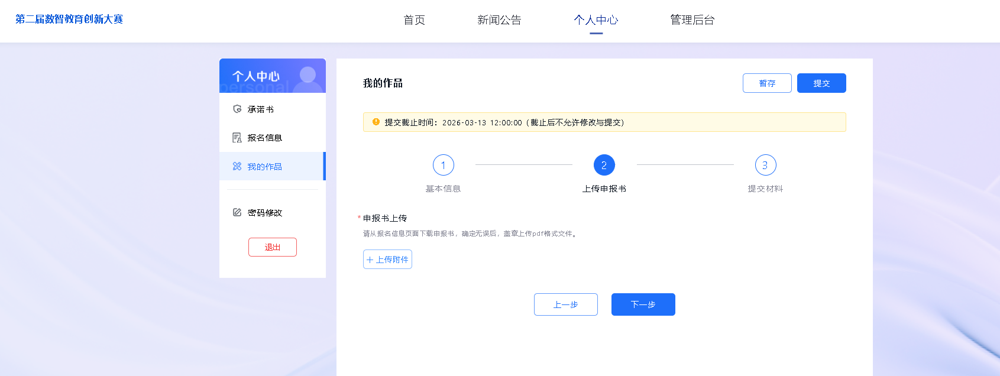 第二届数智教育创新大赛
首页 新闻公告 个人中心 管理后台
个人中心
personal
承诺书
报名信息
我的作品
密码修改
退出
我的作品
暂存 提交
提交截止时间：2026-03-13 12:00:00（截止后不允许修改与提交）
1 2 3
基本信息 上传申报书 提交材料
*申报书上传
请从报名信息页面下载申报书，确定无误后，盖章上传pdf格式文件。
+ 上传附件
上一步 下一步